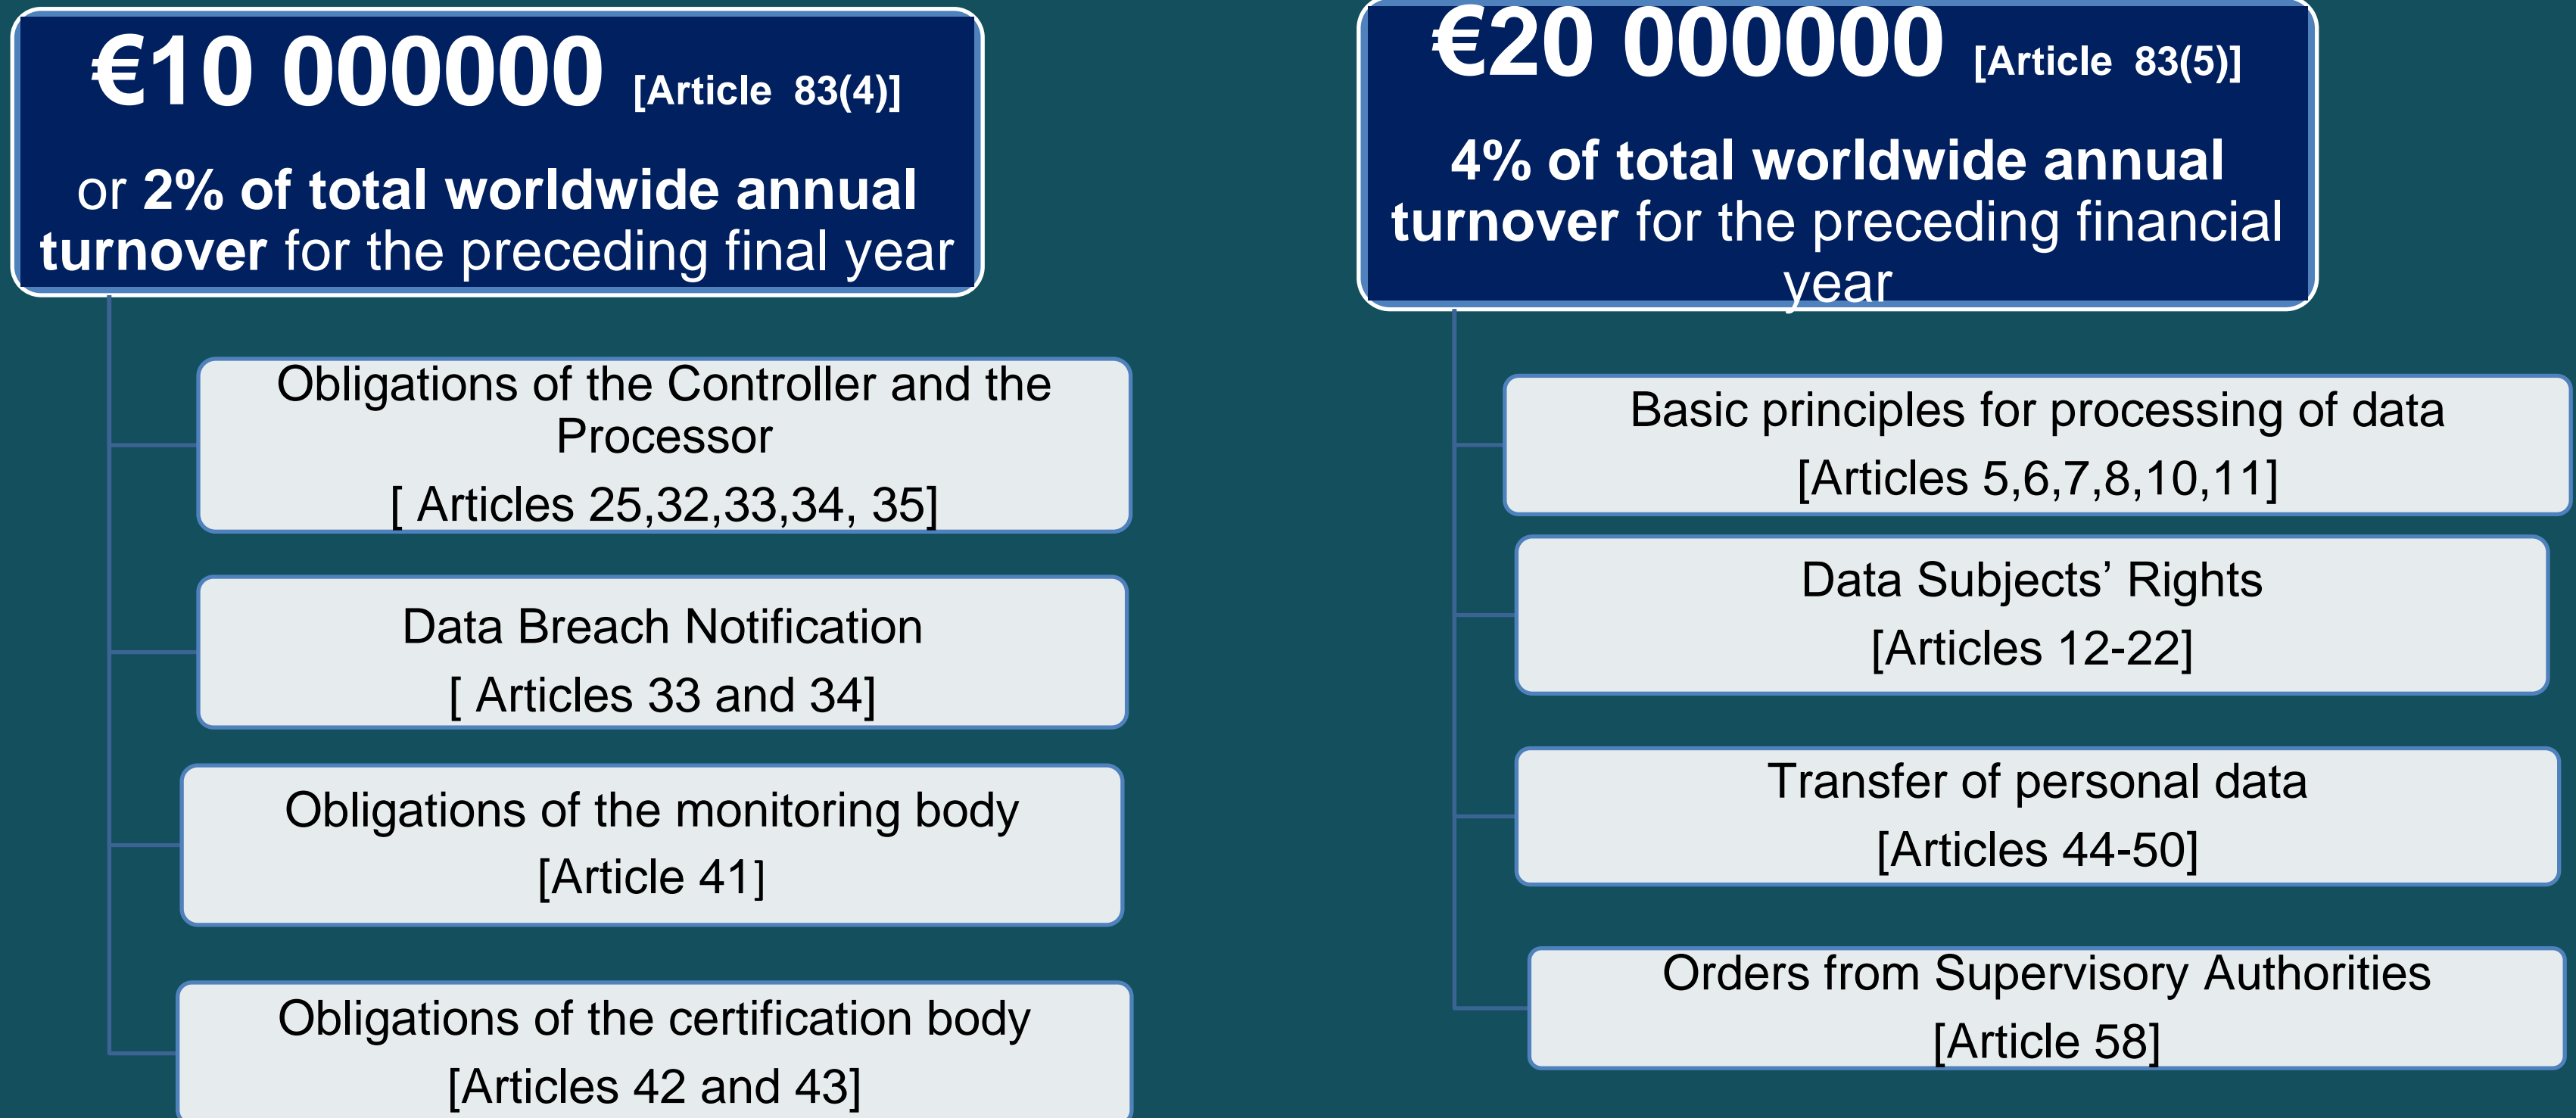 €10 000000 [Article 83(4)]
or 2% of total worldwide annual
turnover for the preceding final year
Obligations of the Controller and the
Processor
[ Articles 25,32,33,34, 35]
Data Breach Notification
[ Articles 33 and 34]
Obligations of the monitoring body
[Article 41]
Obligations of the certification body
[Articles 42 and 43]
€20 000000 [Article 83(5)]
4% of total worldwide annual
turnover for the preceding financial
year
Basic principles for processing of data
[Articles 5,6,7,8,10,11]
Data Subjects’ Rights
[Articles 12-22]
Transfer of personal data
[Articles 44-50]
Orders from Supervisory Authorities
[Article 58]